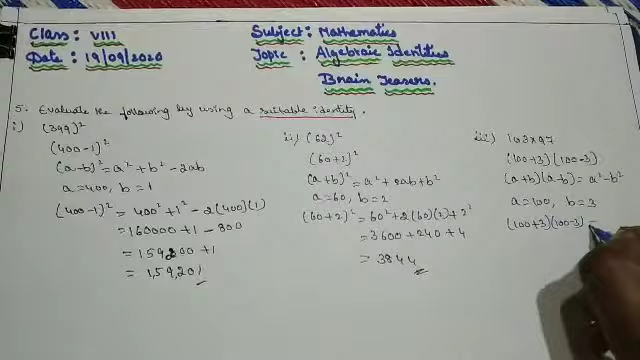 Class: VIII
Date: 19/09/2020
Subject: Mathematics
Topic: Algebraic Identities
Brain Teasers.
5. Evaluate the following by using a suitable identity.
i) (399)²
(400-1)²
(a-b)² = a² + b² - 2ab
a=400, b=1
(400-1)² = 400² + 1² - 2(400)(1)
= 160000 + 1 - 800
= 159200 + 1
= 1,59,201
ii) (62)²
(60+2)²
(a+b)² = a² + 2ab + b²
a=60, b=2
(60+2)² = 60² + 2(60)(2) + 2²
= 3600 + 240 + 4
= 3844
iii) 103×97
(100+3)(100-3)
(a+b)(a-b) = a² - b²
a=100, b=3
(100+3)(100-3) =